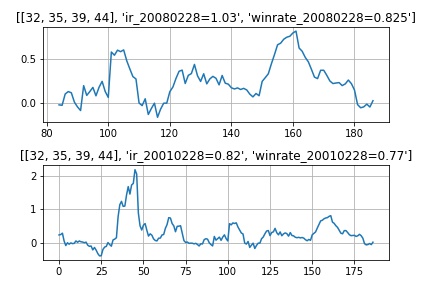 [[32, 35, 39, 44], 'ir_20080228=1.03', 'winrate_20080228=0.825']
0.5
0.0
80 100 120 140 160 180
[[32, 35, 39, 44], 'ir_20010228=0.82', 'winrate_20010228=0.77']
2
1
0
0 25 50 75 100 125 150 175